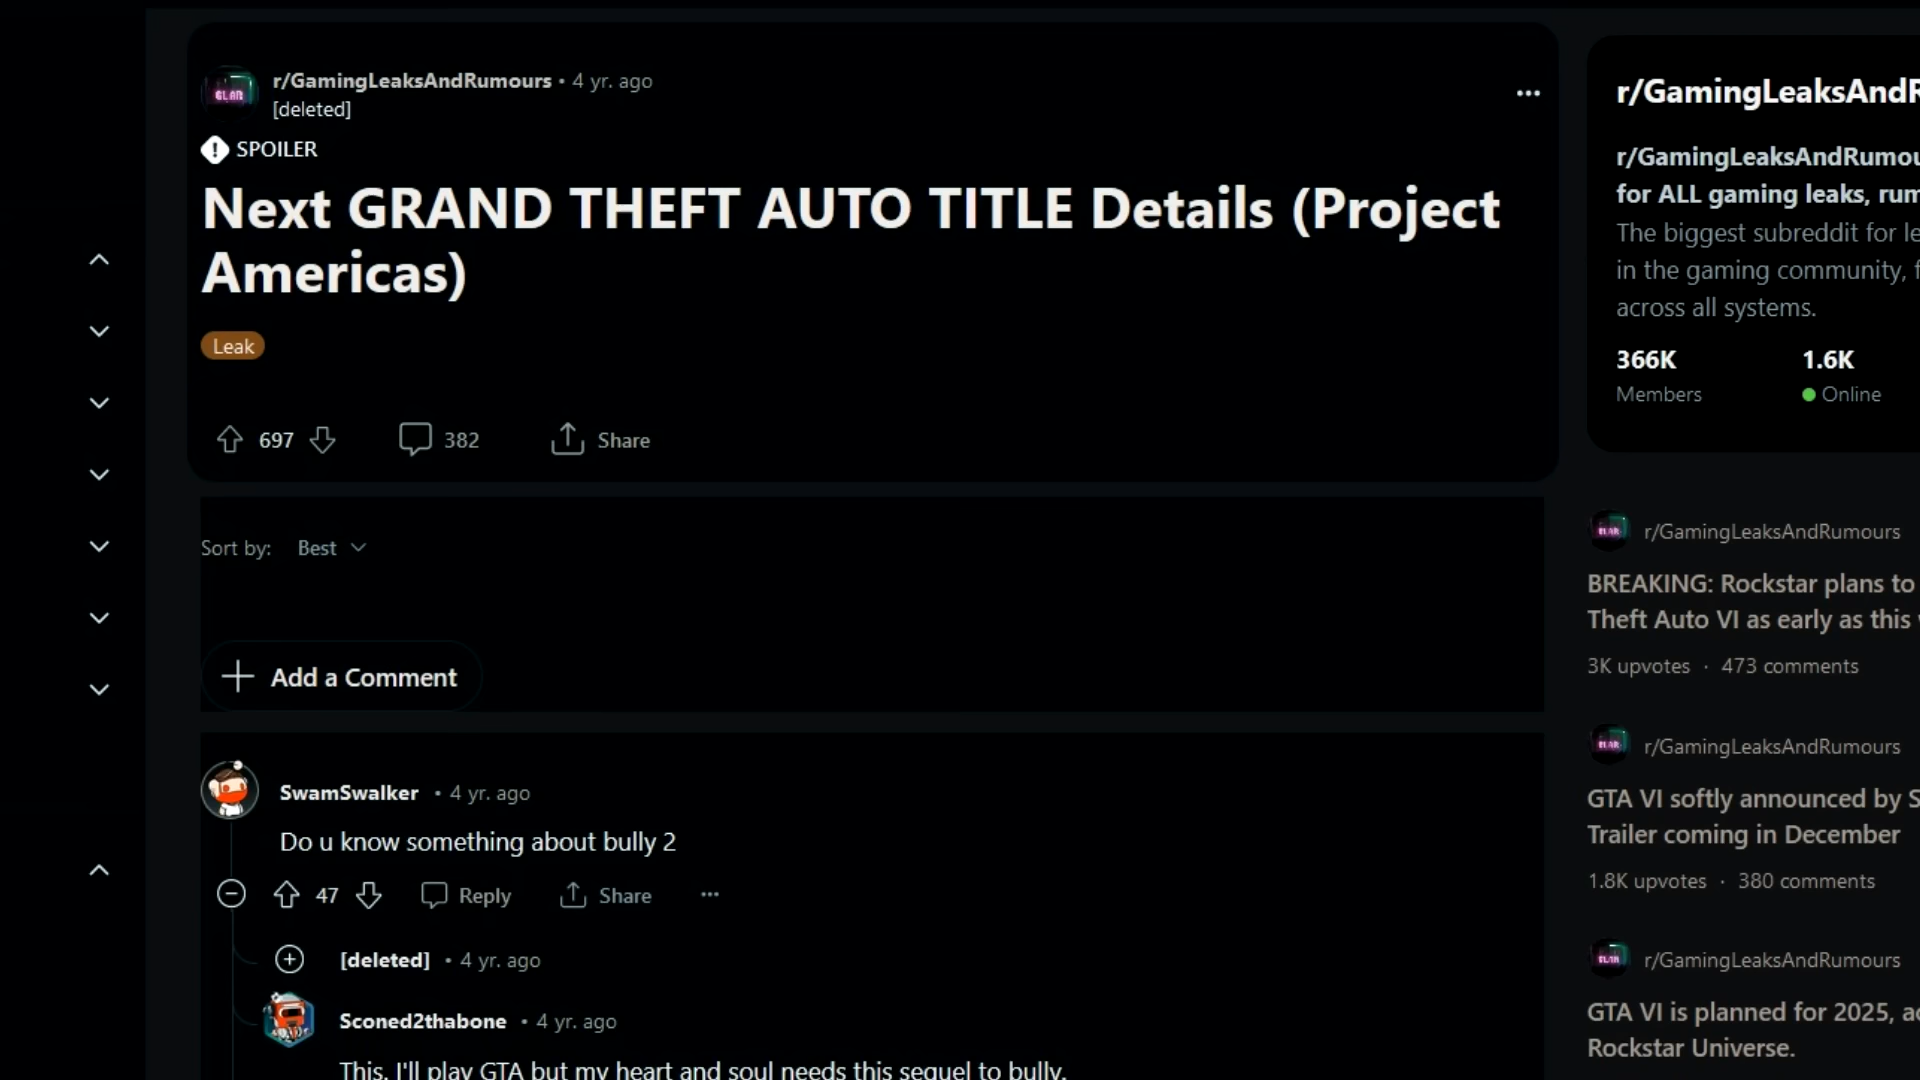 r/GamingLeaksAndRumours • 4 yr. ago
[deleted]
SPOILER
Next GRAND THEFT AUTO TITLE Details (Project
Americas)
Leak
697
382
Share
Sort by: Best
Add a Comment
SwamSwalker • 4 yr. ago
Do u know something about bully 2
47
Reply
Share
[deleted] • 4 yr. ago
Sconed2thabone • 4 yr. ago
This. I'll play GTA but my heart and soul needs this sequel to bully.
r/GamingLeaksAndR
r/GamingLeaksAndRumou
for ALL gaming leaks, rum
The biggest subreddit for le
in the gaming community, f
across all systems.
366K 1.6K
Members Online
r/GamingLeaksAndRumours
BREAKING: Rockstar plans to
Theft Auto VI as early as this
3K upvotes · 473 comments
r/GamingLeaksAndRumours
GTA VI softly announced by S
Trailer coming in December
1.8K upvotes · 380 comments
r/GamingLeaksAndRumours
GTA VI is planned for 2025, a
Rockstar Universe.